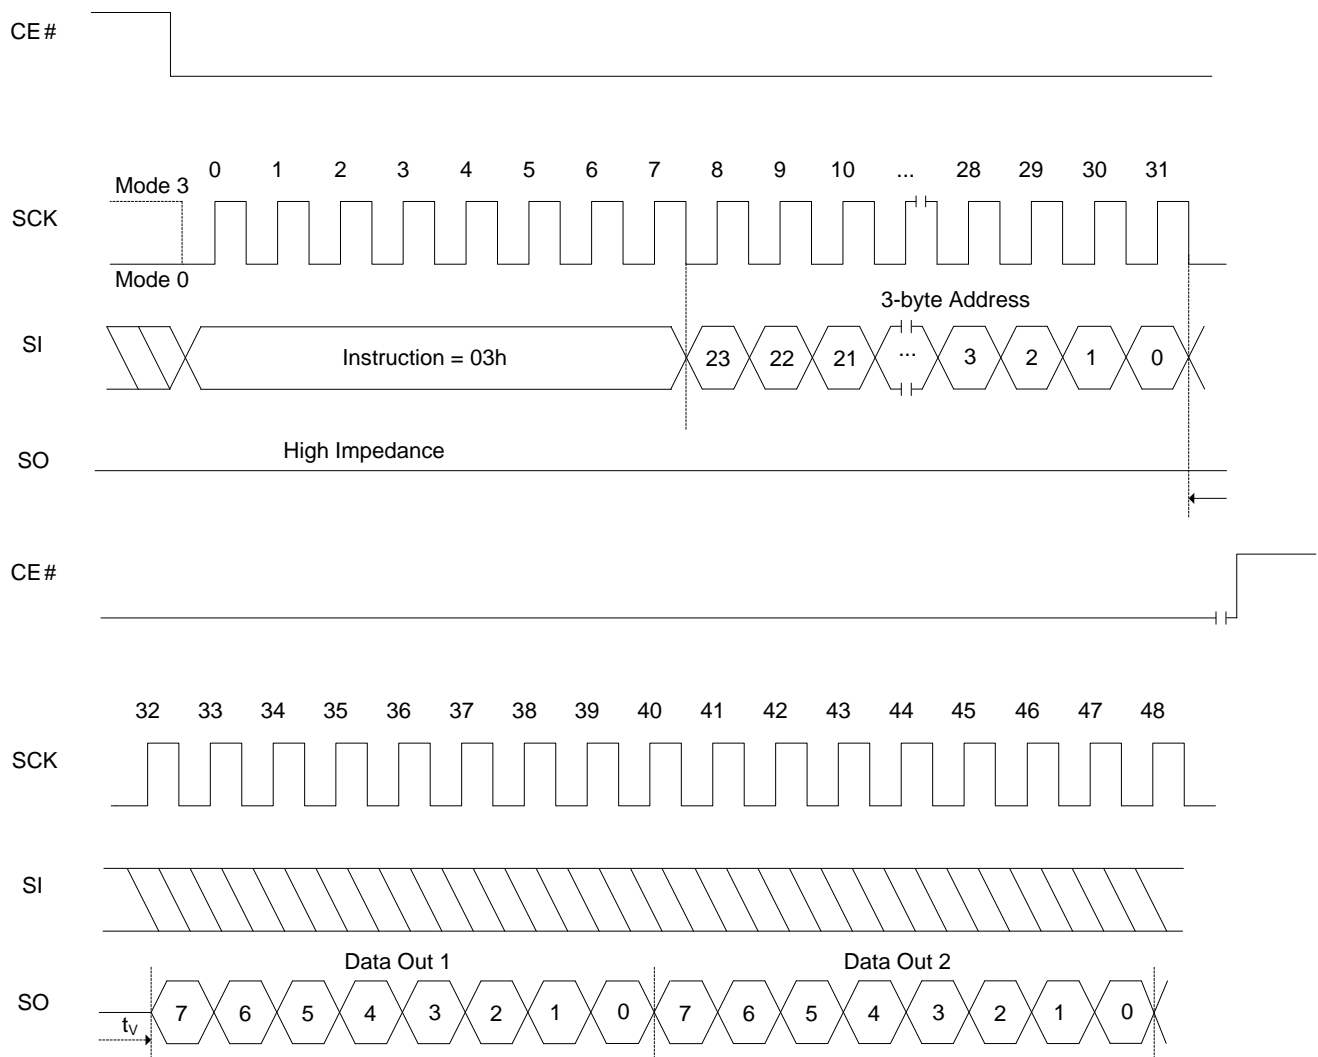 CE #
0 1 2 3 4 5 6 7 8 9 10 ... 28 29 30 31
Mode 3
SCK
Mode 0
3-byte Address
SI
Instruction = 03h
23 22 21 ... 3 2 1 0
High Impedance
SO
CE #
32 33 34 35 36 37 38 39 40 41 42 43 44 45 46 47 48
SCK
SI
Data Out 1 Data Out 2
SO
7 6 5 4 3 2 1 0 7 6 5 4 3 2 1 0
tV